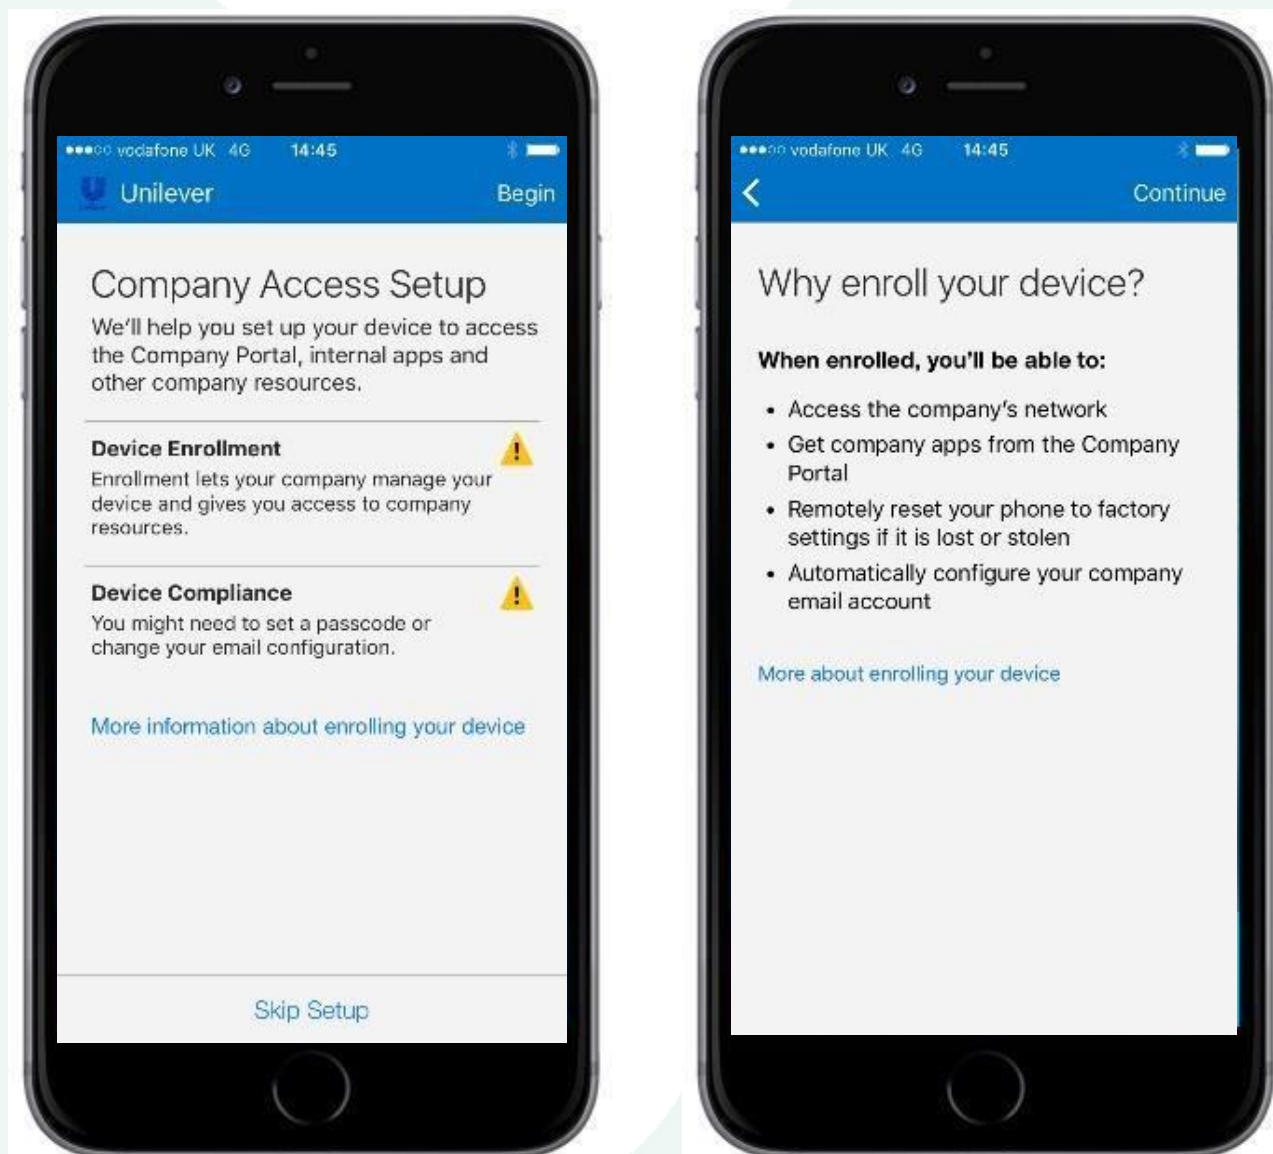 vodafone UK 4G 14:45
Unilever Begin
Company Access Setup
We'll help you set up your device to access
the Company Portal, internal apps and
other company resources.
Device Enrollment
Enrollment lets your company manage your
device and gives you access to company
resources.
Device Compliance
You might need to set a passcode or
change your email configuration.
More information about enrolling your device
Skip Setup
vodafone UK 4G 14:45
Continue
Why enroll your device?
When enrolled, you'll be able to:
• Access the company's network
• Get company apps from the Company
Portal
• Remotely reset your phone to factory
settings if it is lost or stolen
• Automatically configure your company
email account
More about enrolling your device